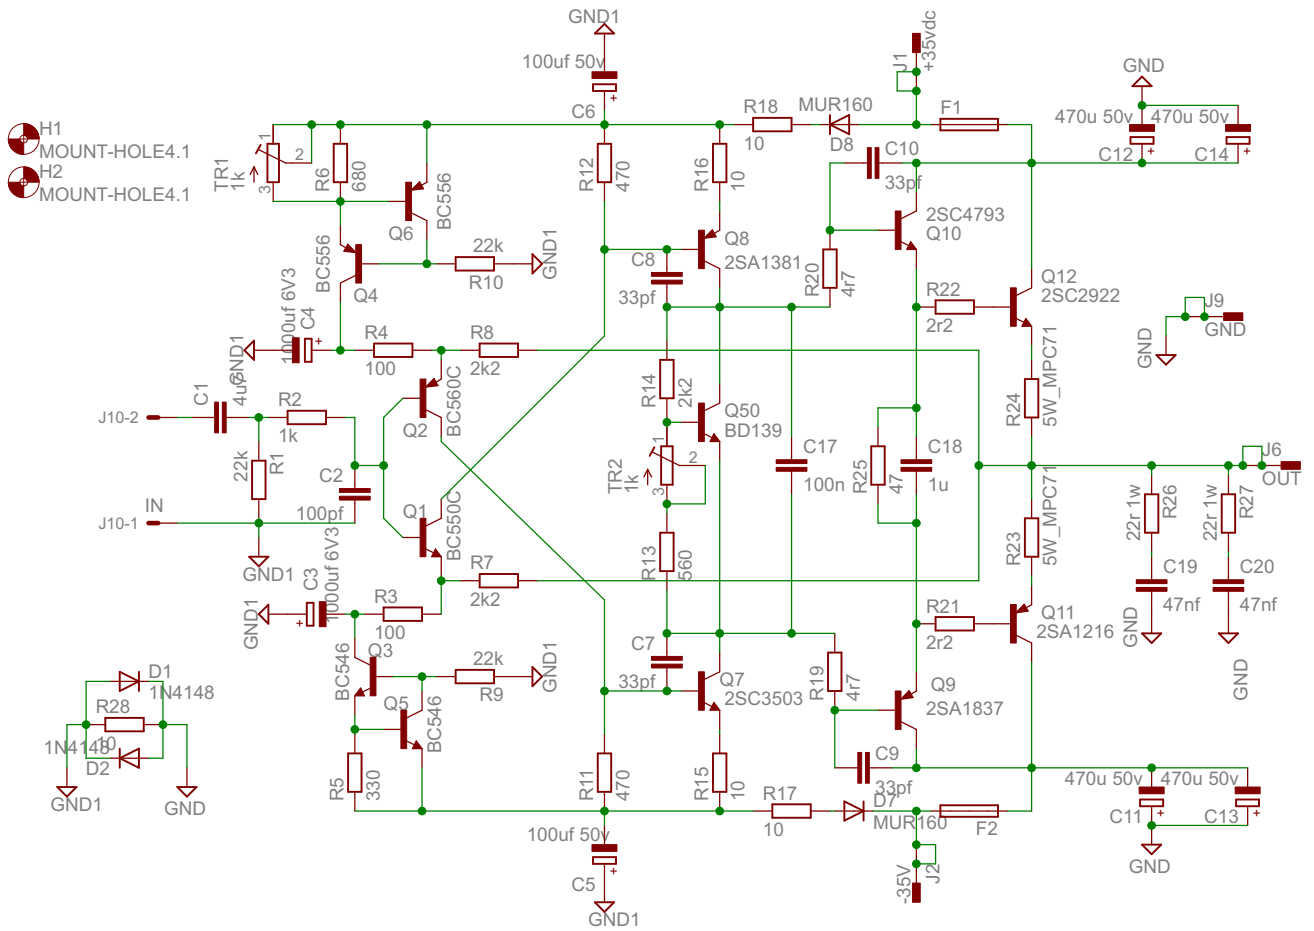 GND1
100uf 50v
+
C6
J1
+35vdc
GND
H1
MOUNT-HOLE4.1
H2
MOUNT-HOLE4.1
TR1
1k
1
2
3
R6
680
BC556
Q6
R12
470
R16
10
R18
10
MUR160
D8
F1
C10
33pf
470u 50v
470u 50v
C12
+
C14
+
BC556
Q4
22k
R10
GND1
C8
33pf
Q8
2SA1381
2SC4793
Q10
R20
4r7
R22
2r2
Q12
2SC2922
J9
GND
GND
1000uf 6V3
C4
+
GND1
R4
100
R8
2k2
C1
4u7
J10-2
R2
1k
Q2
BC560C
R14
2k2
Q50
BD139
R24
5W_MPC71
22k
R1
C2
100pf
TR2
1k
1
2
3
C17
100n
R25
47
C18
1u
J6
OUT
IN
J10-1
Q1
BC550C
R13
560
R23
5W_MPC71
22r 1w
R26
22r 1w
R27
GND1
C3
1000uf 6V3
+
GND1
R3
100
R7
2k2
R21
2r2
Q11
2SA1216
C19
47nf
C20
47nf
GND
GND
BC546
Q3
22k
R9
GND1
C7
33pf
Q7
2SC3503
R19
4r7
Q9
2SA1837
D1
1N4148
R28
10
1N4148
D2
GND1
GND
Q5
BC546
R5
330
R11
470
R15
10
R17
10
D7
MUR160
C9
33pf
F2
470u 50v
470u 50v
C11
+
C13
+
GND
100uf 50v
+
C5
GND1
-35V
J2